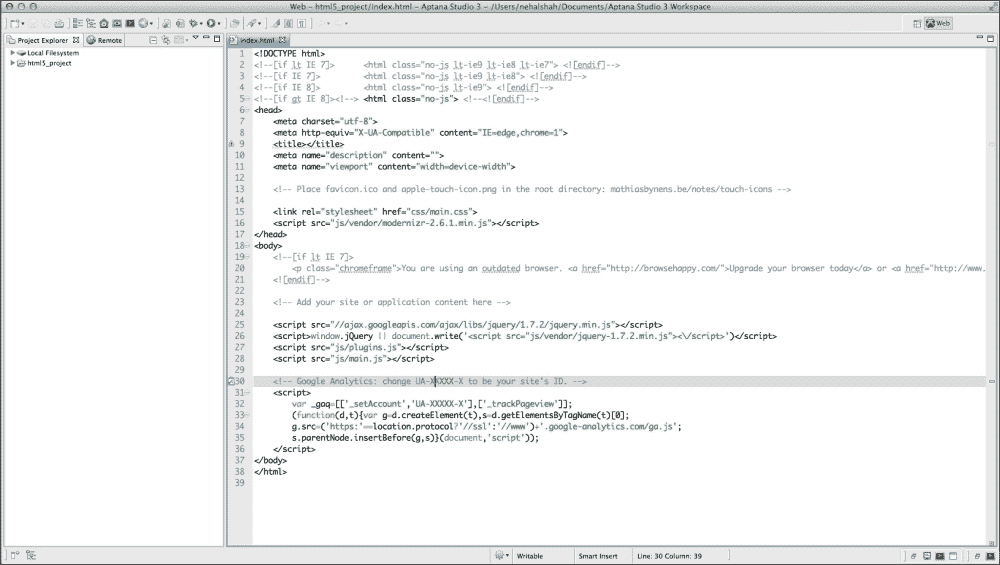 Web – html5_project/index.html – Aptana Studio 3 – /Users/nehalshah/Documents/Aptana Studio 3 Workspace
Web
Project Explorer
Remote
index.html
Local Filesystem
html5_project
1 <!DOCTYPE html>
2 <!--[if lt IE 7]> <html class="no-js lt-ie9 lt-ie8 lt-ie7"> <![endif]-->
3 <!--[if IE 7]> <html class="no-js lt-ie9 lt-ie8"> <![endif]-->
4 <!--[if IE 8]> <html class="no-js lt-ie9"> <![endif]-->
5 <!--[if gt IE 8]><!--> <html class="no-js"> <!--<![endif]-->
6 <head>
7 <meta charset="utf-8">
8 <meta http-equiv="X-UA-Compatible" content="IE=edge,chrome=1">
9 <title></title>
10 <meta name="description" content="">
11 <meta name="viewport" content="width=device-width">
12
13 <!-- Place favicon.ico and apple-touch-icon.png in the root directory: mathiasbynens.be/notes/touch-icons -->
14
15 <link rel="stylesheet" href="css/main.css">
16 <script src="js/vendor/modernizr-2.6.1.min.js"></script>
17 </head>
18 <body>
19 <!--[if lt IE 7]>
20 <p class="chromeframe">You are using an outdated browser. <a href="http://browsehappy.com/">Upgrade your browser today</a> or <a href="http://www.
21 <![endif]-->
22
23 <!-- Add your site or application content here -->
24
25 <script src="//ajax.googleapis.com/ajax/libs/jquery/1.7.2/jquery.min.js"></script>
26 <script>window.jQuery || document.write('<script src="js/vendor/jquery-1.7.2.min.js"><\/script>')</script>
27 <script src="js/plugins.js"></script>
28 <script src="js/main.js"></script>
29
30 <!-- Google Analytics: change UA-XXXXX-X to be your site's ID. -->
31 <script>
32 var _gaq=[['_setAccount','UA-XXXXX-X'],['_trackPageview']];
33 (function(d,t){var g=d.createElement(t),s=d.getElementsByTagName(t)[0];
34 g.src=('https:'==location.protocol?'//ssl':'//www')+'.google-analytics.com/ga.js';
35 s.parentNode.insertBefore(g,s)}(document,'script'));
36 </script>
37 </body>
38 </html>
39
Writable
Smart Insert
Line: 30 Column: 39